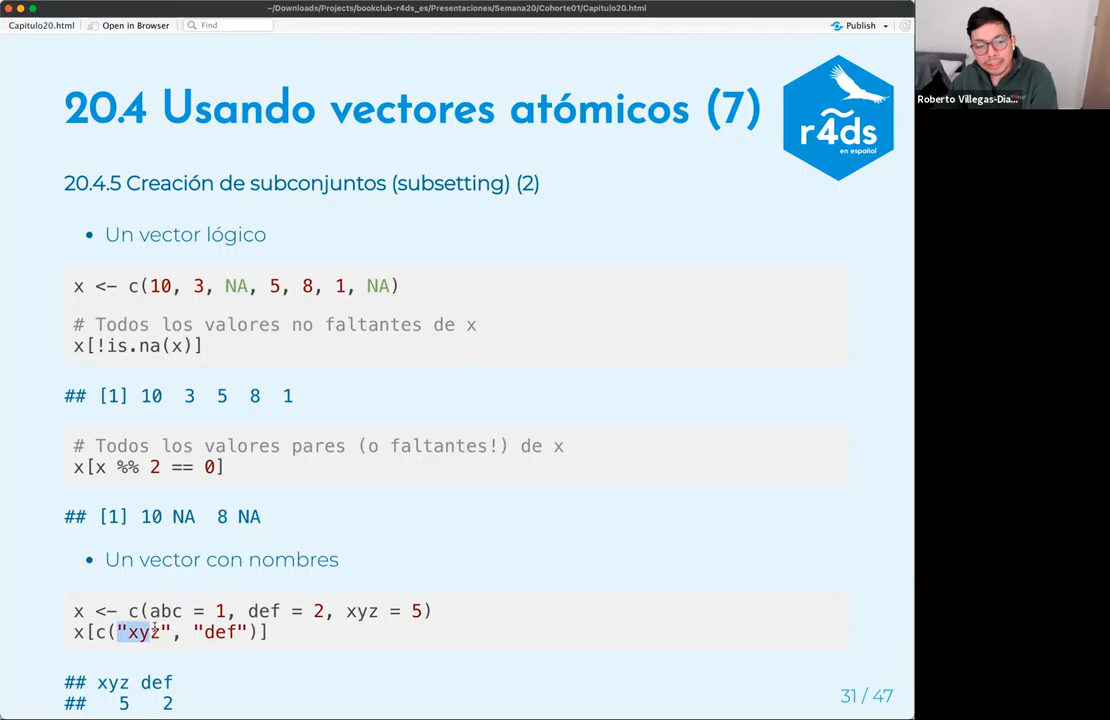 ~/Downloads/Projects/bookclub-r4ds_es/Presentaciones/Semana20/Cohorte01/Capitulo20.html
Capitulo20.html Open in Browser Find Publish
20.4 Usando vectores atómicos (7)
r4ds
en español
20.4.5 Creación de subconjuntos (subsetting) (2)
• Un vector lógico
x <- c(10, 3, NA, 5, 8, 1, NA)
# Todos los valores no faltantes de x
x[!is.na(x)]
## [1] 10 3 5 8 1
# Todos los valores pares (o faltantes!) de x
x[x %% 2 == 0]
## [1] 10 NA 8 NA
• Un vector con nombres
x <- c(abc = 1, def = 2, xyz = 5)
x[c("xyz", "def")]
## xyz def
## 5 2
31 / 47
Roberto Villegas-Dia...